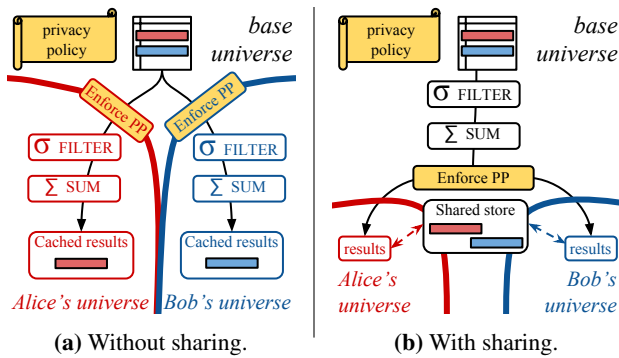 privacy
policy
base
universe
Enforce PP
Enforce PP
σ FILTER
σ FILTER
Σ SUM
Σ SUM
Cached results
Cached results
Alice's universe
Bob's universe
(a) Without sharing.
privacy
policy
base
universe
σ FILTER
Σ SUM
Enforce PP
Shared store
results
results
Alice's
universe
Bob's
universe
(b) With sharing.